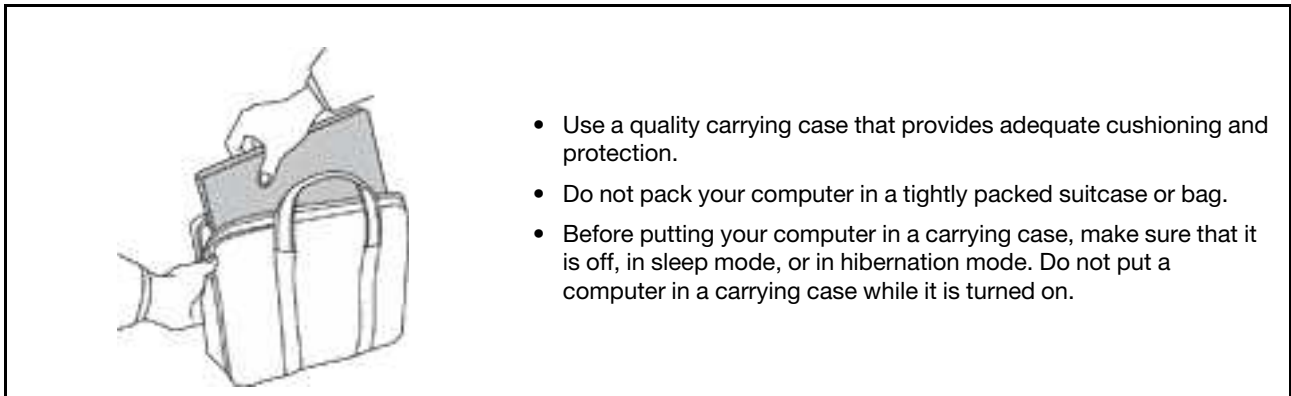 • Use a quality carrying case that provides adequate cushioning and
protection.
• Do not pack your computer in a tightly packed suitcase or bag.
• Before putting your computer in a carrying case, make sure that it
is off, in sleep mode, or in hibernation mode. Do not put a
computer in a carrying case while it is turned on.